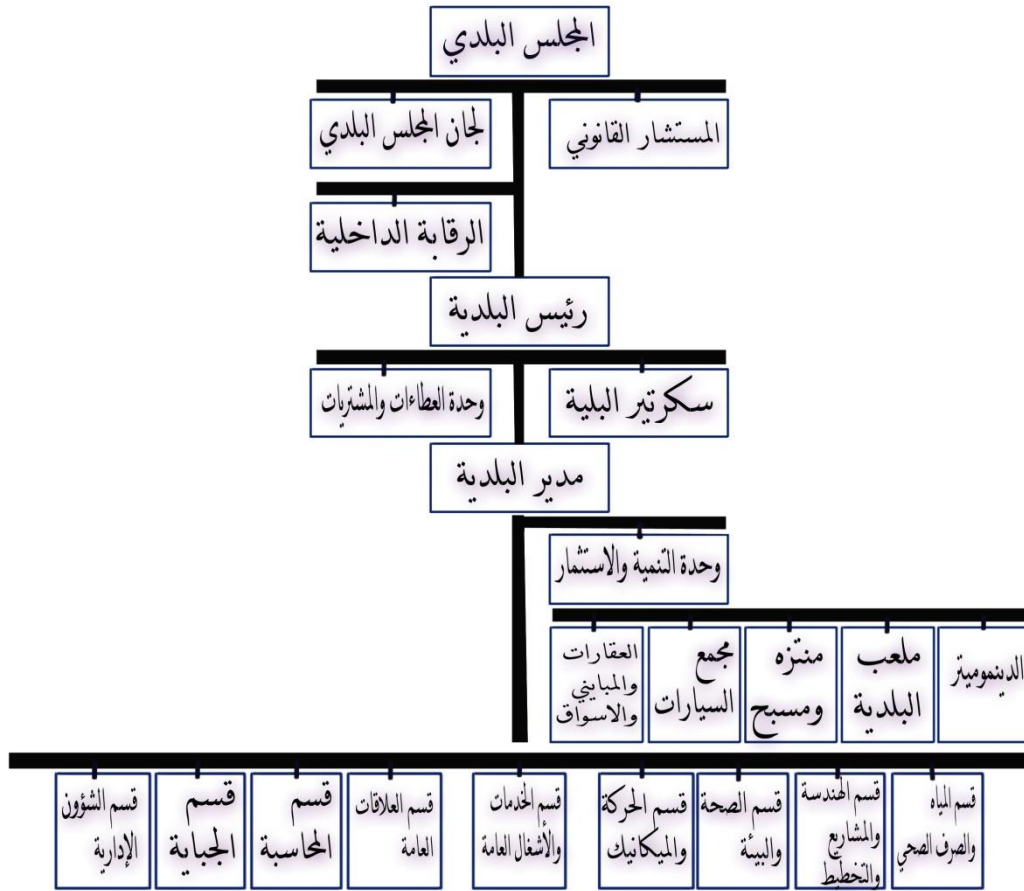 المجلس البلدي
المستشار القانوني
لجان المجلس البلدي
الرقابة الداخلية
رئيس البلدية
سكرتير البلية
وحدة العطاءات والمشتريات
مدير البلدية
وحدة التنمية والاستثمار
الدينموميتر
ملعب
البلدية
منتزه
ومسبح
مجمع
السيارات
العقارات
والمبايني
والاسواق
قسم المياه
والصرف الصحي
قسم الهندسة
والمشاريع
والتخطيط
قسم الصحة
والبيئة
قسم الحركة
والميكانيك
قسم الخدمات
والأشغال العامة
قسم العلاقات
العامة
قسم
المحاسبة
قسم
الجباية
قسم الشؤون
الإدارية